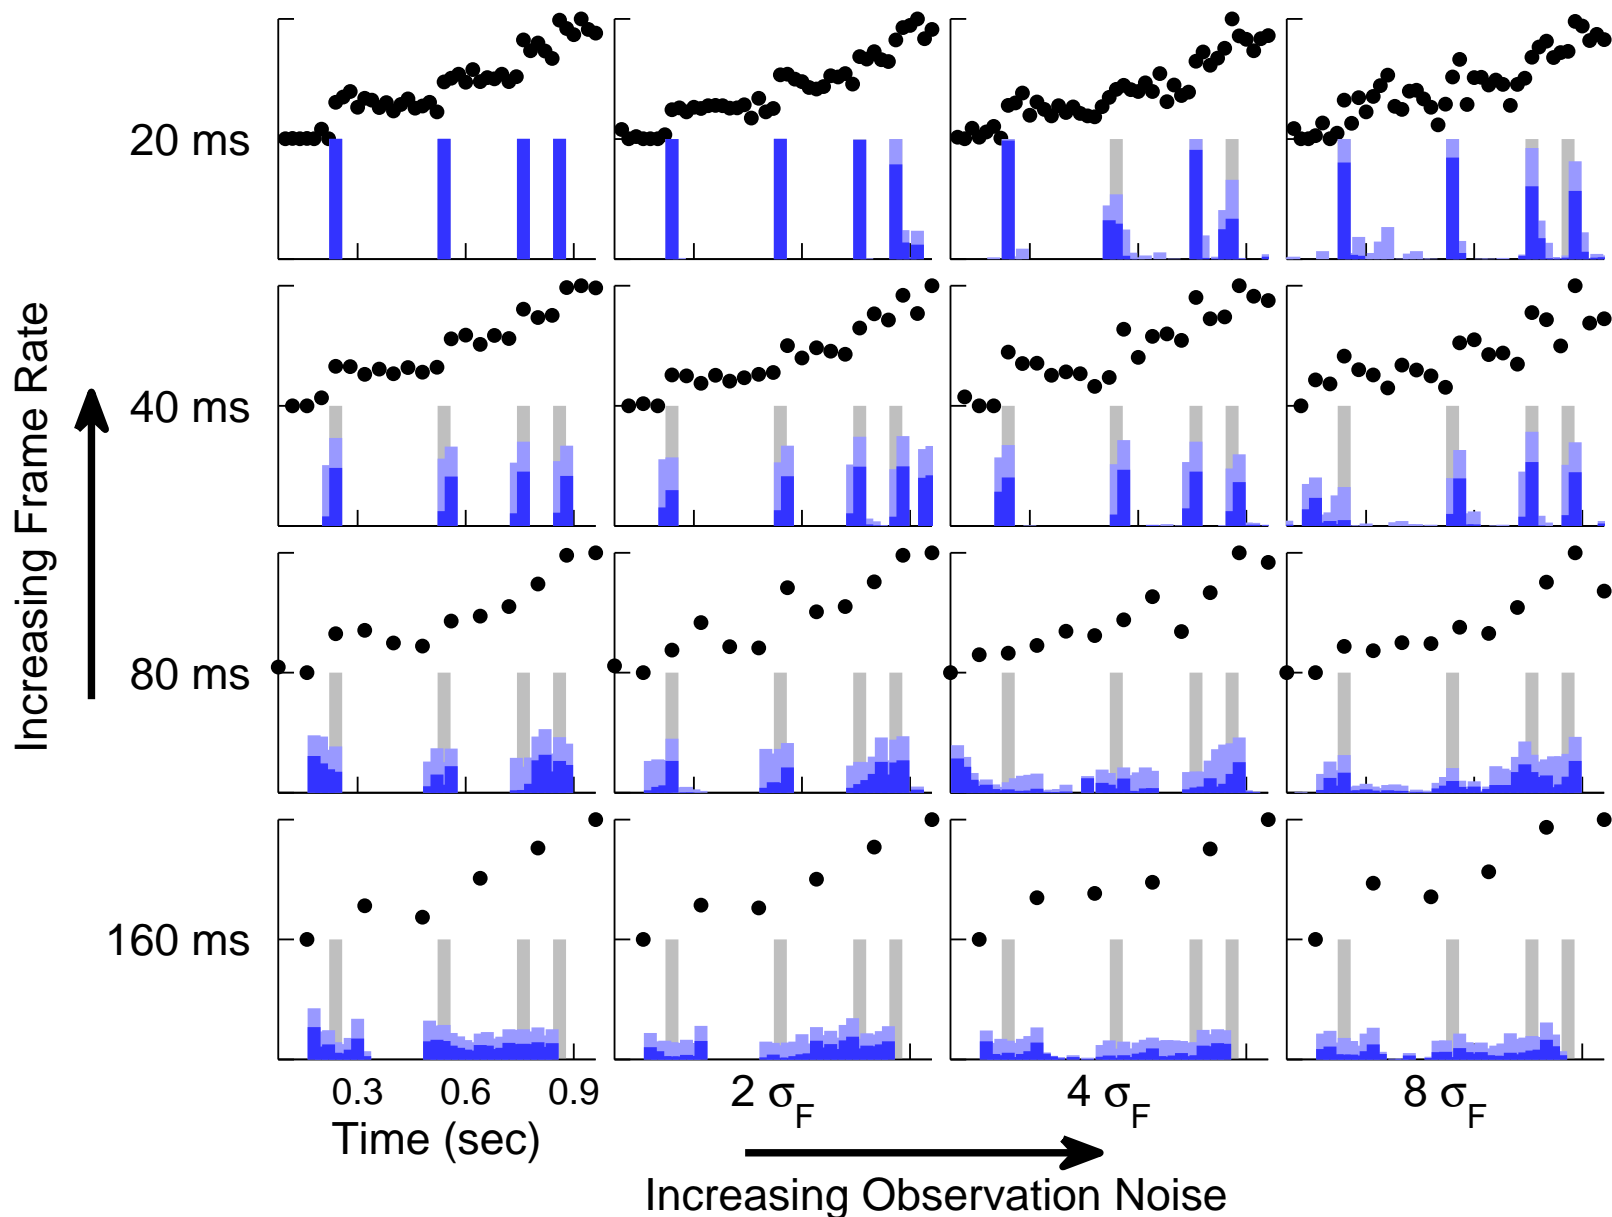 20 ms
40 ms
80 ms
160 ms
Increasing Frame Rate
0.3 0.6 0.9
Time (sec)
2 σF
4 σF
8 σF
Increasing Observation Noise